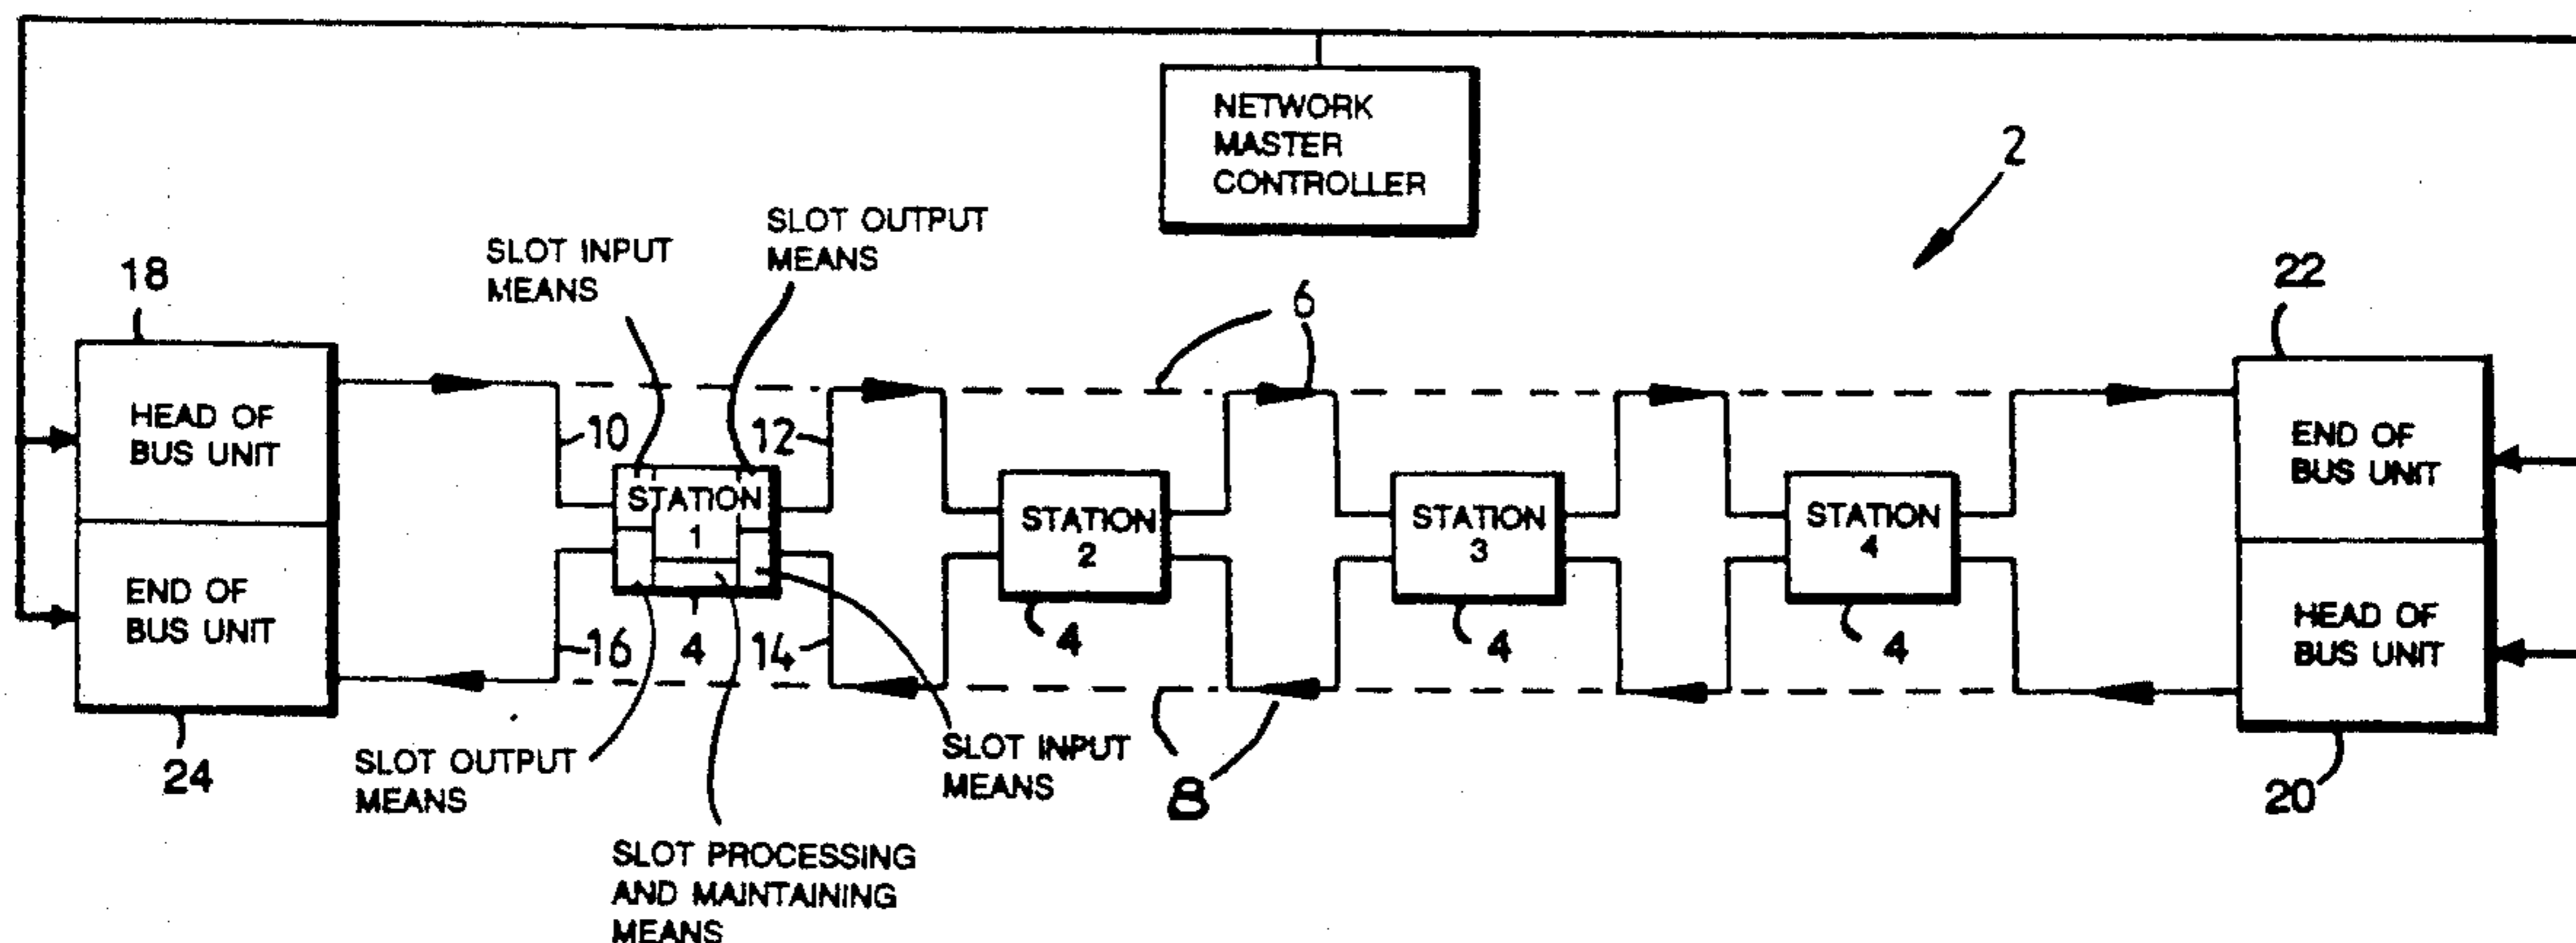 NETWORK
MASTER
CONTROLLER
2
SLOT INPUT
MEANS
SLOT OUTPUT
MEANS
18
6
22
HEAD OF
BUS UNIT
10
12
END OF
BUS UNIT
STATION
1
STATION
2
STATION
3
STATION
4
END OF
BUS UNIT
16
4
14
4
4
4
HEAD OF
BUS UNIT
24
SLOT OUTPUT
MEANS
SLOT INPUT
MEANS
8
20
SLOT PROCESSING
AND MAINTAINING
MEANS